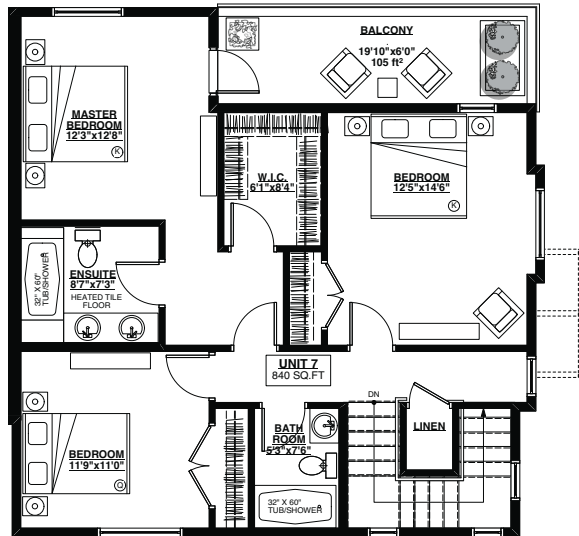 BALCONY
19'10"x6'0"
105 ft²
MASTER
BEDROOM
12'3"x12'8"
K
W.I.C.
6'1"x8'4"
BEDROOM
12'5"x14'6"
K
32" X 60"
TUB/SHOWER
ENSUITE
8'7"x7'3"
HEATED TILE
FLOOR
UNIT 7
840 SQ.FT
DN
LINEN
BATH
ROOM
5'3"x7'6"
BEDROOM
11'9"x11'0"
Q
32" X 60"
TUB/SHOWER